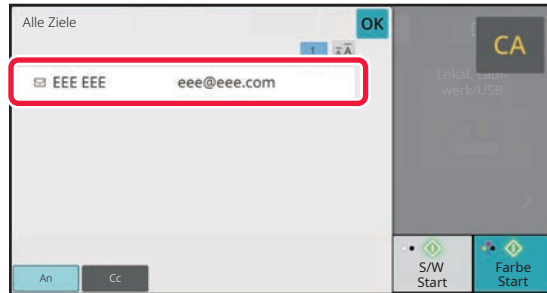 Alle Ziele
OK
1
CA
EEE EEE eee@eee.com
Lokal. Lauf-
werk/USB
An
Cc
S/W
Start
Farbe
Start